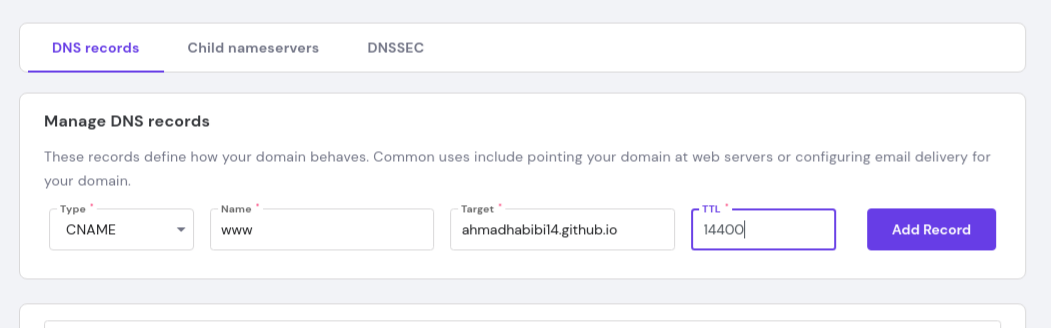 DNS records Child nameservers DNSSEC
Manage DNS records
These records define how your domain behaves. Common uses include pointing your domain at web servers or configuring email delivery for
your domain.
Type * Name * Target * TTL *
CNAME www ahmadhabibi14.github.io 14400 Add Record